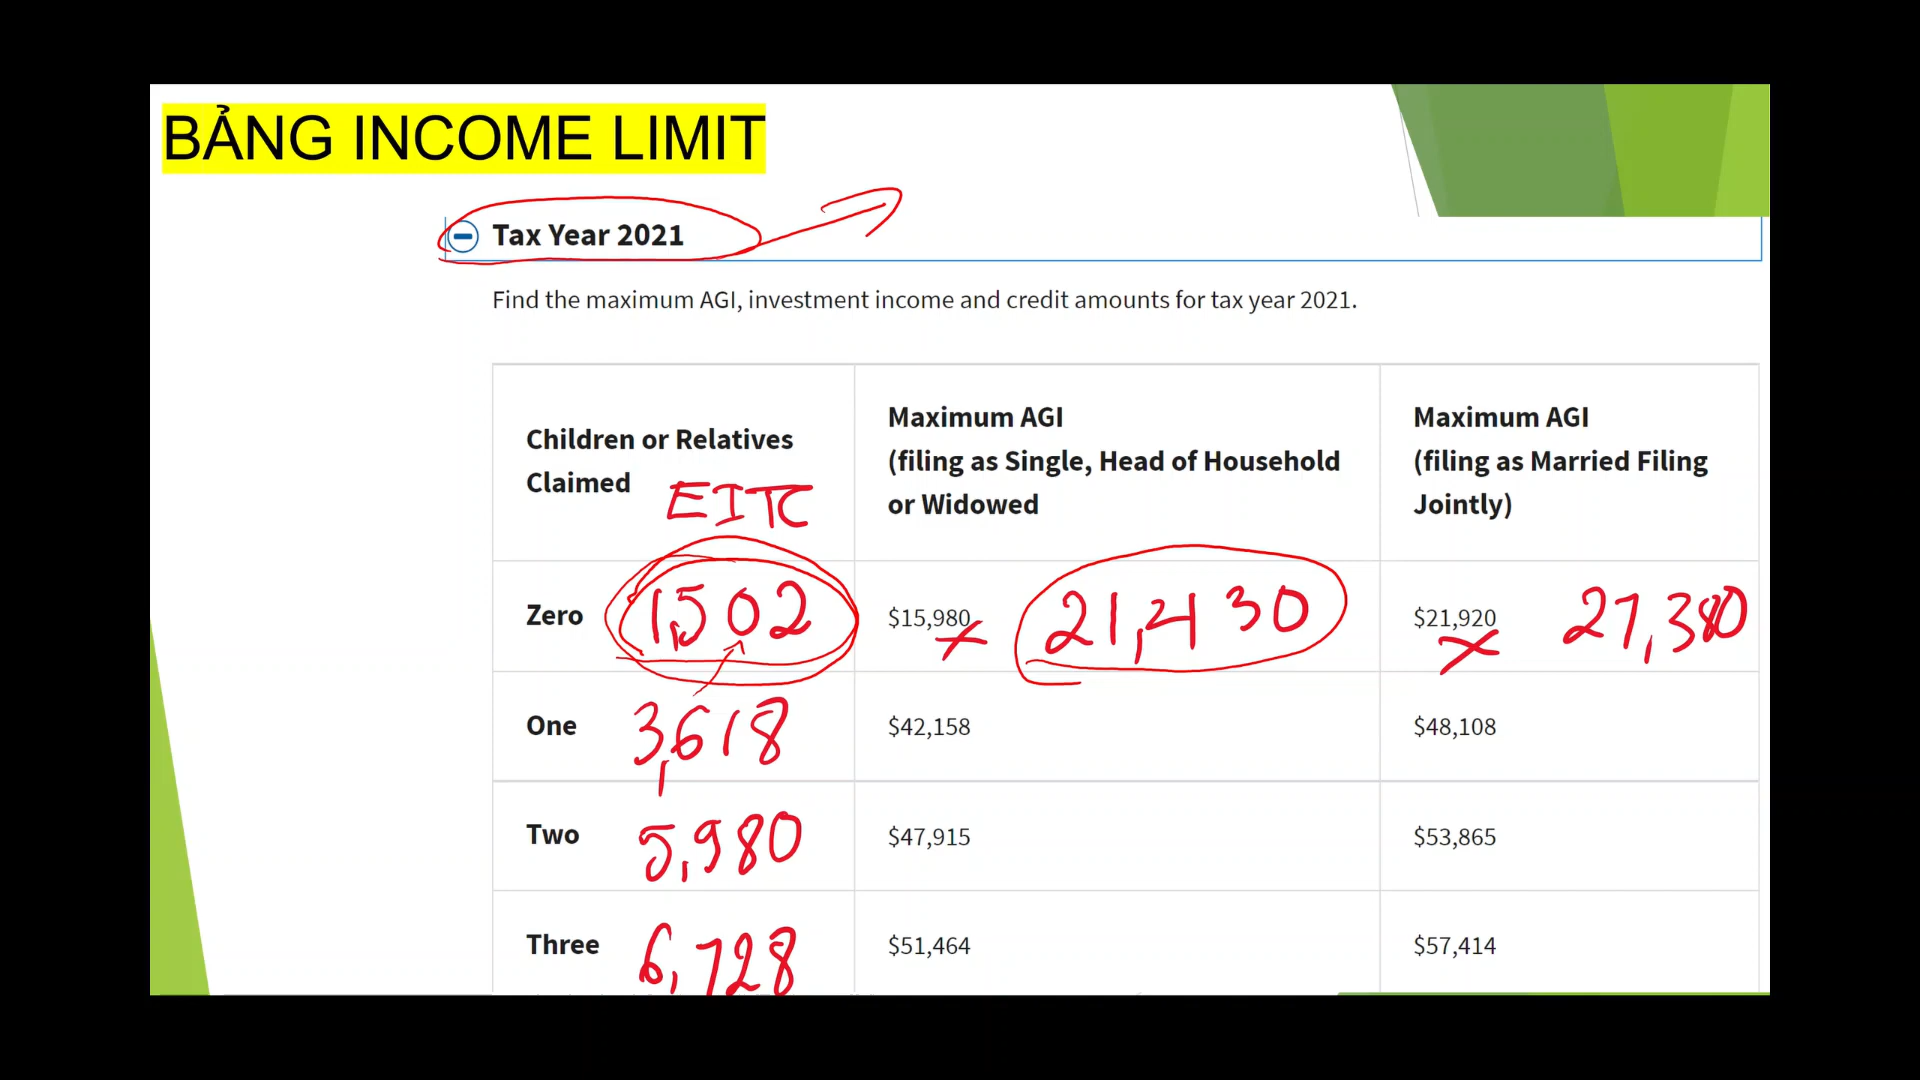 BẢNG INCOME LIMIT
Tax Year 2021
Find the maximum AGI, investment income and credit amounts for tax year 2021.
Children or Relatives
Claimed
EITC
Maximum AGI
(filing as Single, Head of Household
or Widowed
Maximum AGI
(filing as Married Filing
Jointly)
Zero 1,502 $15,980 21,430 $21,920 27,380
One 3,618 $42,158 $48,108
Two 5,980 $47,915 $53,865
Three 6,728 $51,464 $57,414